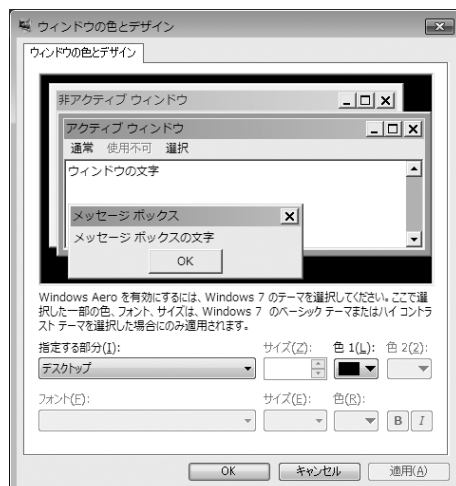 ウィンドウの色とデザイン
ウィンドウの色とデザイン
非アクティブ ウィンドウ
アクティブ ウィンドウ
通常 使用不可 選択
ウィンドウの文字
メッセージ ボックス
メッセージ ボックスの文字
OK
Windows Aero を有効にするには、Windows 7 のテーマを選択してください。ここで選
択した一部の色、フォント、サイズは、Windows 7 のベーシック テーマまたはハイ コントラ
スト テーマを選択した場合にのみ適用されます。
指定する部分(I): サイズ(Z): 色 1(L): 色 2(2):
デスクトップ
フォント(F): サイズ(E): 色(R):
B I
OK キャンセル 適用(A)